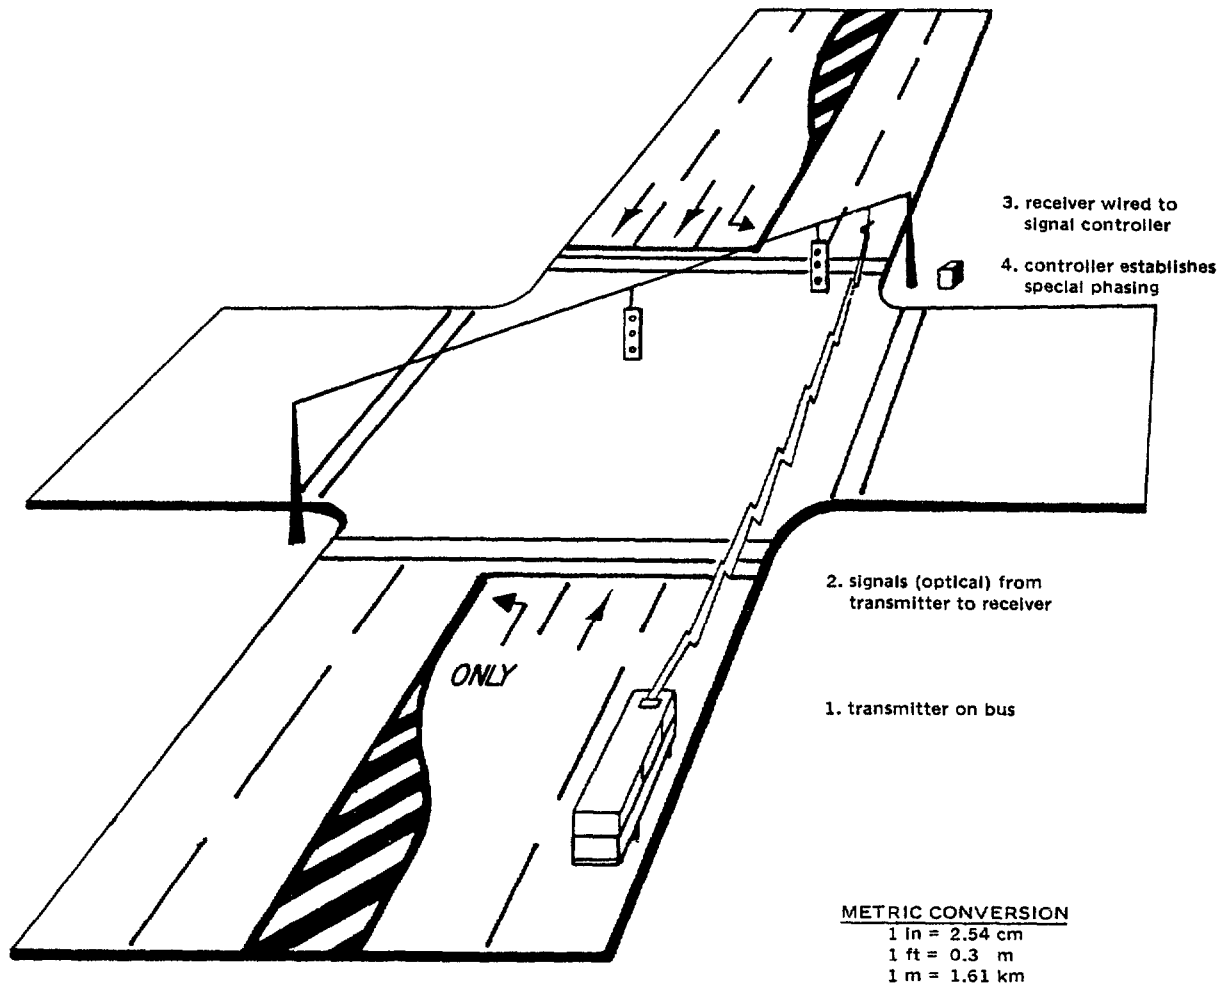 3. receiver wired to
signal controller
4. controller establishes
special phasing
2. signals (optical) from
transmitter to receiver
ONLY
1. transmitter on bus
METRIC CONVERSION
1 in = 2.54 cm
1 ft = 0.3 m
1 m = 1.61 km